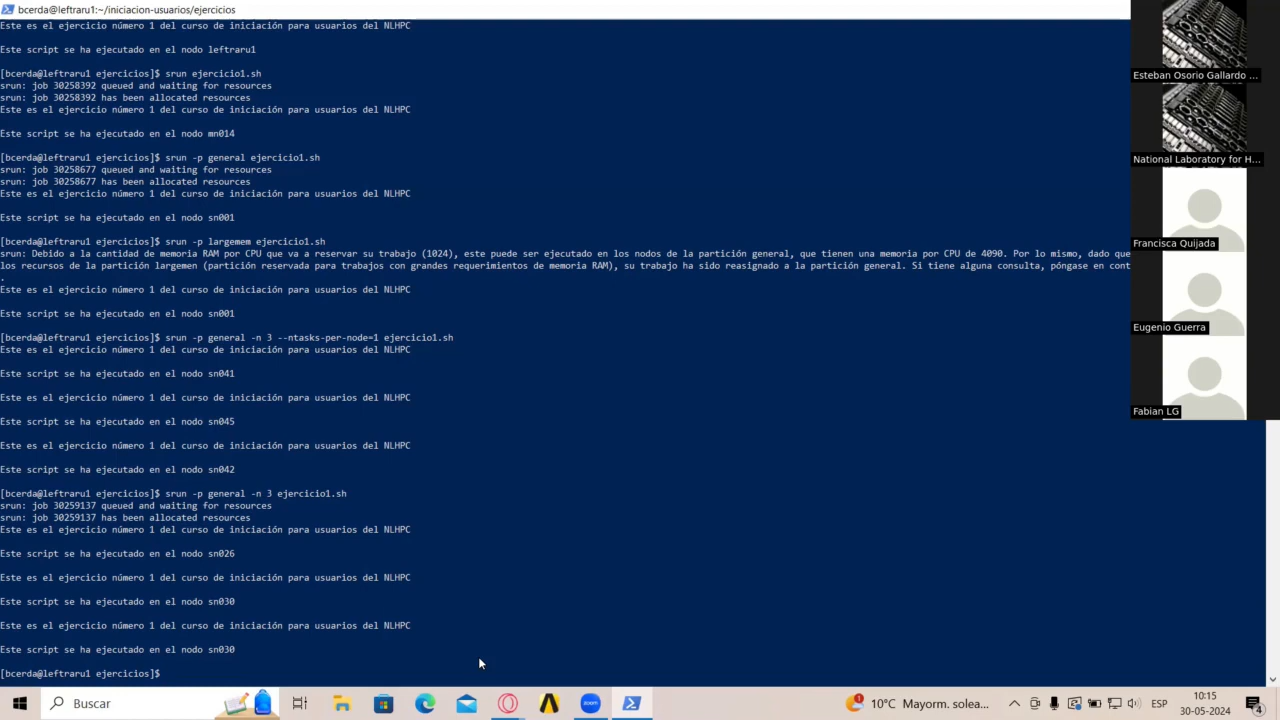 bcerda@leftraru1:~/iniciacion-usuarios/ejercicios
Este es el ejercicio número 1 del curso de iniciación para usuarios del NLHPC
Este script se ha ejecutado en el nodo leftraru1
[bcerda@leftraru1 ejercicios]$ srun ejercicio1.sh
srun: job 30258392 queued and waiting for resources
srun: job 30258392 has been allocated resources
Este es el ejercicio número 1 del curso de iniciación para usuarios del NLHPC
Este script se ha ejecutado en el nodo mn014
[bcerda@leftraru1 ejercicios]$ srun -p general ejercicio1.sh
srun: job 30258677 queued and waiting for resources
srun: job 30258677 has been allocated resources
Este es el ejercicio número 1 del curso de iniciación para usuarios del NLHPC
Este script se ha ejecutado en el nodo sn001
[bcerda@leftraru1 ejercicios]$ srun -p largemem ejercicio1.sh
srun: Debido a la cantidad de memoria RAM por CPU que va a reservar su trabajo (1024), este puede ser ejecutado en los nodos de la partición general, que tienen una memoria por CPU de 4090. Por lo mismo, dado que
los recursos de la partición largemen (partición reservada para trabajos con grandes requerimientos de memoria RAM), su trabajo ha sido reasignado a la partición general. Si tiene alguna consulta, póngase en cont
.
Este es el ejercicio número 1 del curso de iniciación para usuarios del NLHPC
Este script se ha ejecutado en el nodo sn001
[bcerda@leftraru1 ejercicios]$ srun -p general -n 3 --ntasks-per-node=1 ejercicio1.sh
Este es el ejercicio número 1 del curso de iniciación para usuarios del NLHPC
Este script se ha ejecutado en el nodo sn041
Este es el ejercicio número 1 del curso de iniciación para usuarios del NLHPC
Este script se ha ejecutado en el nodo sn045
Este es el ejercicio número 1 del curso de iniciación para usuarios del NLHPC
Este script se ha ejecutado en el nodo sn042
[bcerda@leftraru1 ejercicios]$ srun -p general -n 3 ejercicio1.sh
srun: job 30259137 queued and waiting for resources
srun: job 30259137 has been allocated resources
Este es el ejercicio número 1 del curso de iniciación para usuarios del NLHPC
Este script se ha ejecutado en el nodo sn026
Este es el ejercicio número 1 del curso de iniciación para usuarios del NLHPC
Este script se ha ejecutado en el nodo sn030
Este es el ejercicio número 1 del curso de iniciación para usuarios del NLHPC
Este script se ha ejecutado en el nodo sn030
[bcerda@leftraru1 ejercicios]$
Esteban Osorio Gallardo ...
National Laboratory for H...
Francisca Quijada
Eugenio Guerra
Fabian LG
Buscar
zoom
1
10°C Mayorm. solea...
ESP
10:15
30-05-2024
4